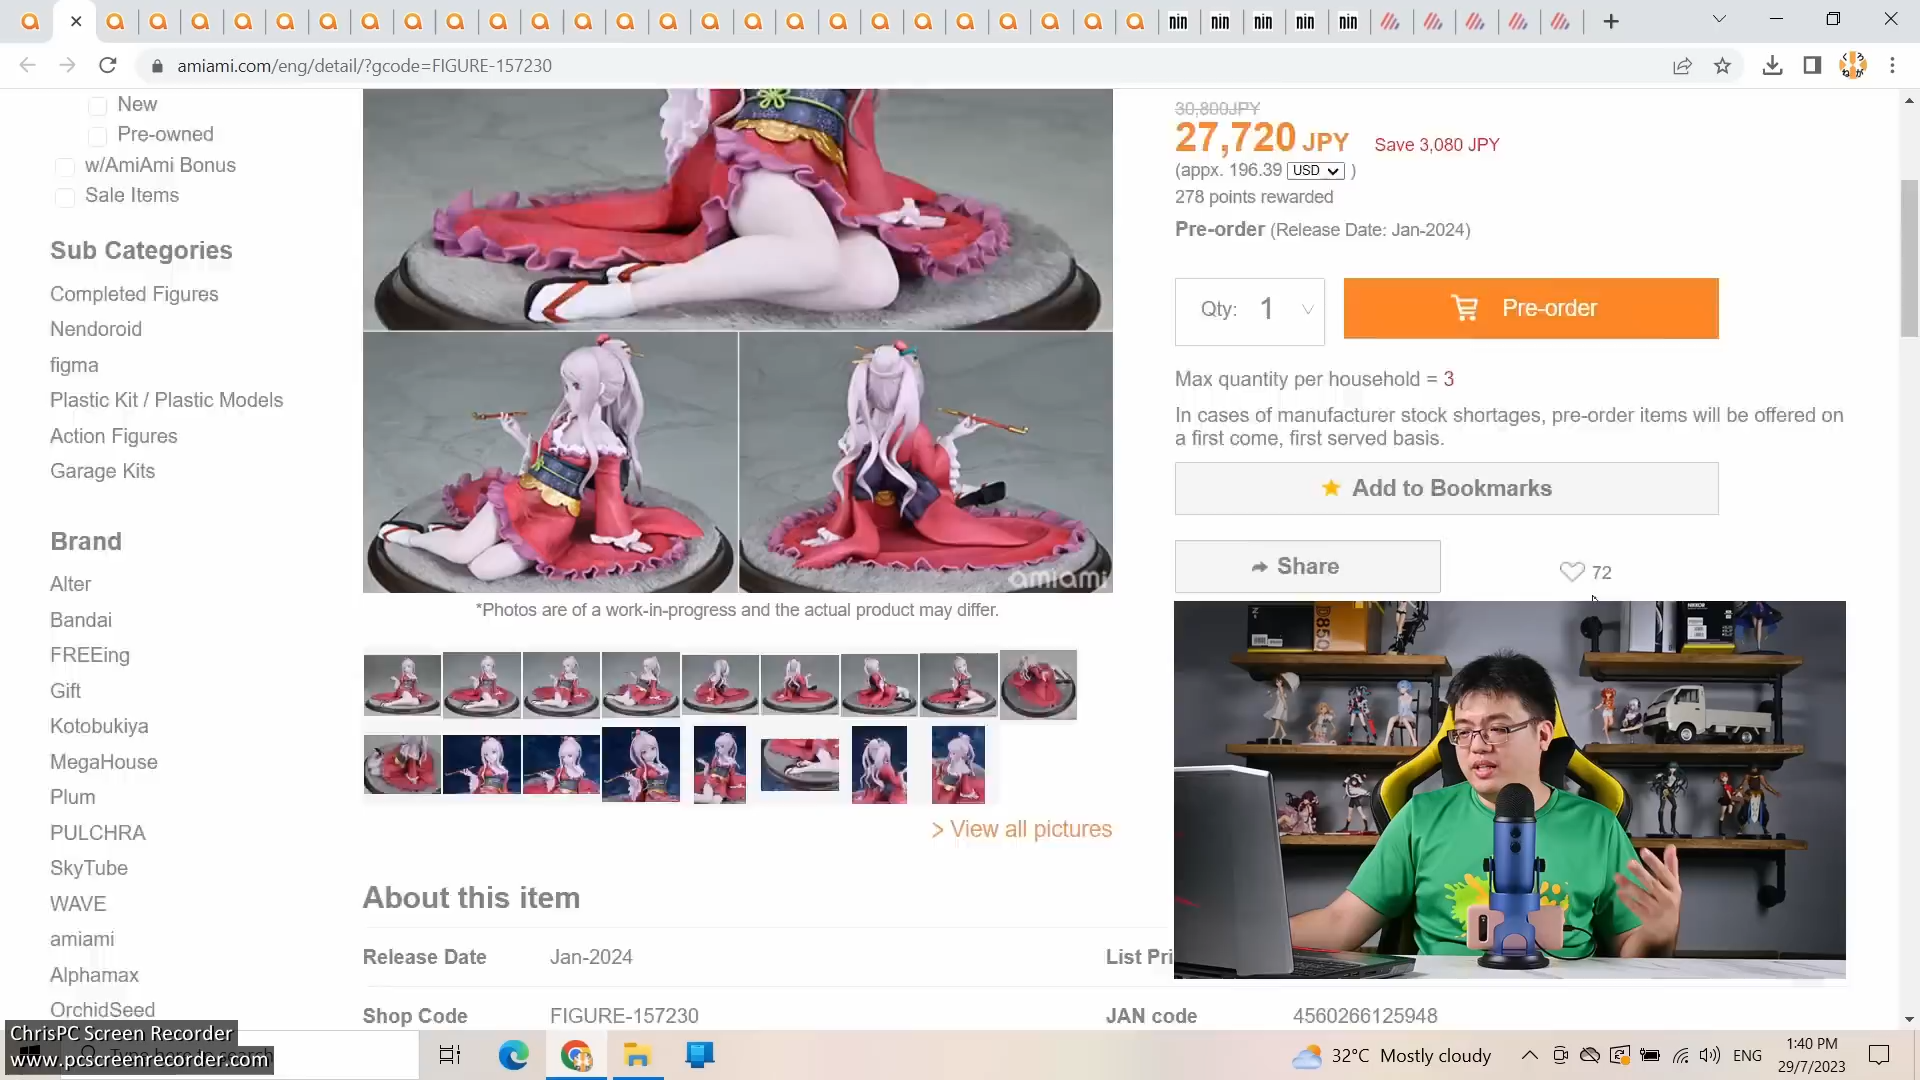 amiami.com/eng/detail/?gcode=FIGURE-157230
New
Pre-owned
w/AmiAmi Bonus
Sale Items
Sub Categories
Completed Figures
Nendoroid
figma
Plastic Kit / Plastic Models
Action Figures
Garage Kits
Brand
Alter
Bandai
FREEing
Gift
Kotobukiya
MegaHouse
Plum
PULCHRA
SkyTube
WAVE
amiami
Alphamax
OrchidSeed
amiami
*Photos are of a work-in-progress and the actual product may differ.
> View all pictures
About this item
Release Date Jan-2024 List Pri
Shop Code FIGURE-157230 JAN code 4560266125948
30,800JPY
27,720 JPY Save 3,080 JPY
(appx. 196.39 USD )
278 points rewarded
Pre-order (Release Date: Jan-2024)
Qty: 1 Pre-order
Max quantity per household = 3
In cases of manufacturer stock shortages, pre-order items will be offered on
a first come, first served basis.
Add to Bookmarks
Share 72
D850
nin nin nin nin nin
ChrisPC Screen Recorder
www.pcscreenrecorder.com
32°C Mostly cloudy ENG 1:40 PM
29/7/2023